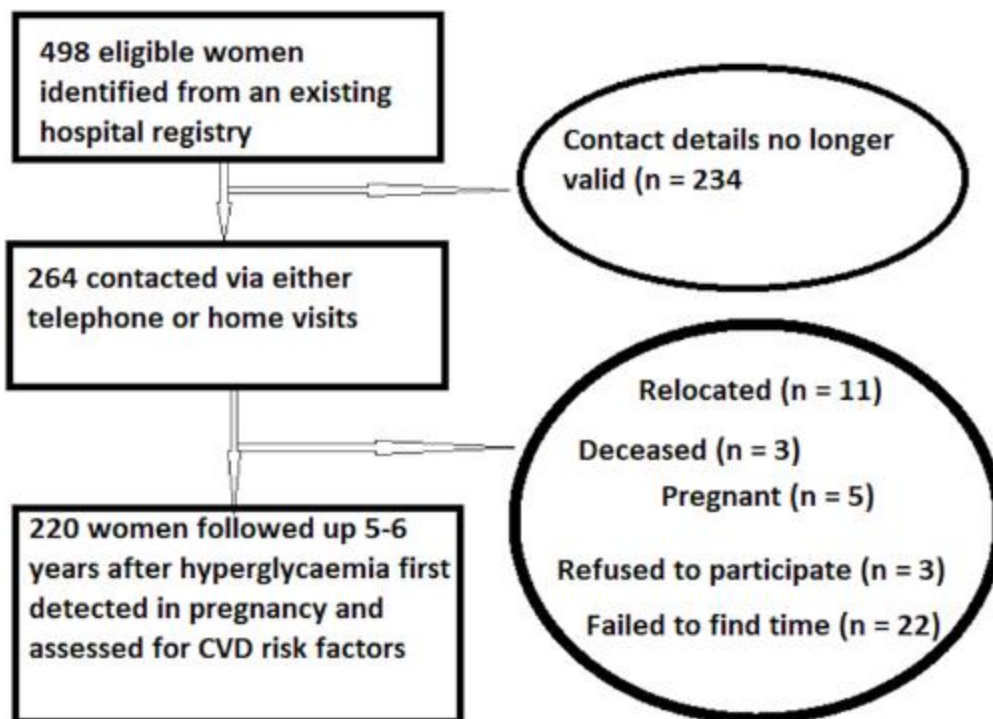 498 eligible women
identified from an existing
hospital registry
Contact details no longer
valid (n = 234
264 contacted via either
telephone or home visits
Relocated (n = 11)
Deceased (n = 3)
Pregnant (n = 5)
Refused to participate (n = 3)
Failed to find time (n = 22)
220 women followed up 5-6
years after hyperglycaemia first
detected in pregnancy and
assessed for CVD risk factors